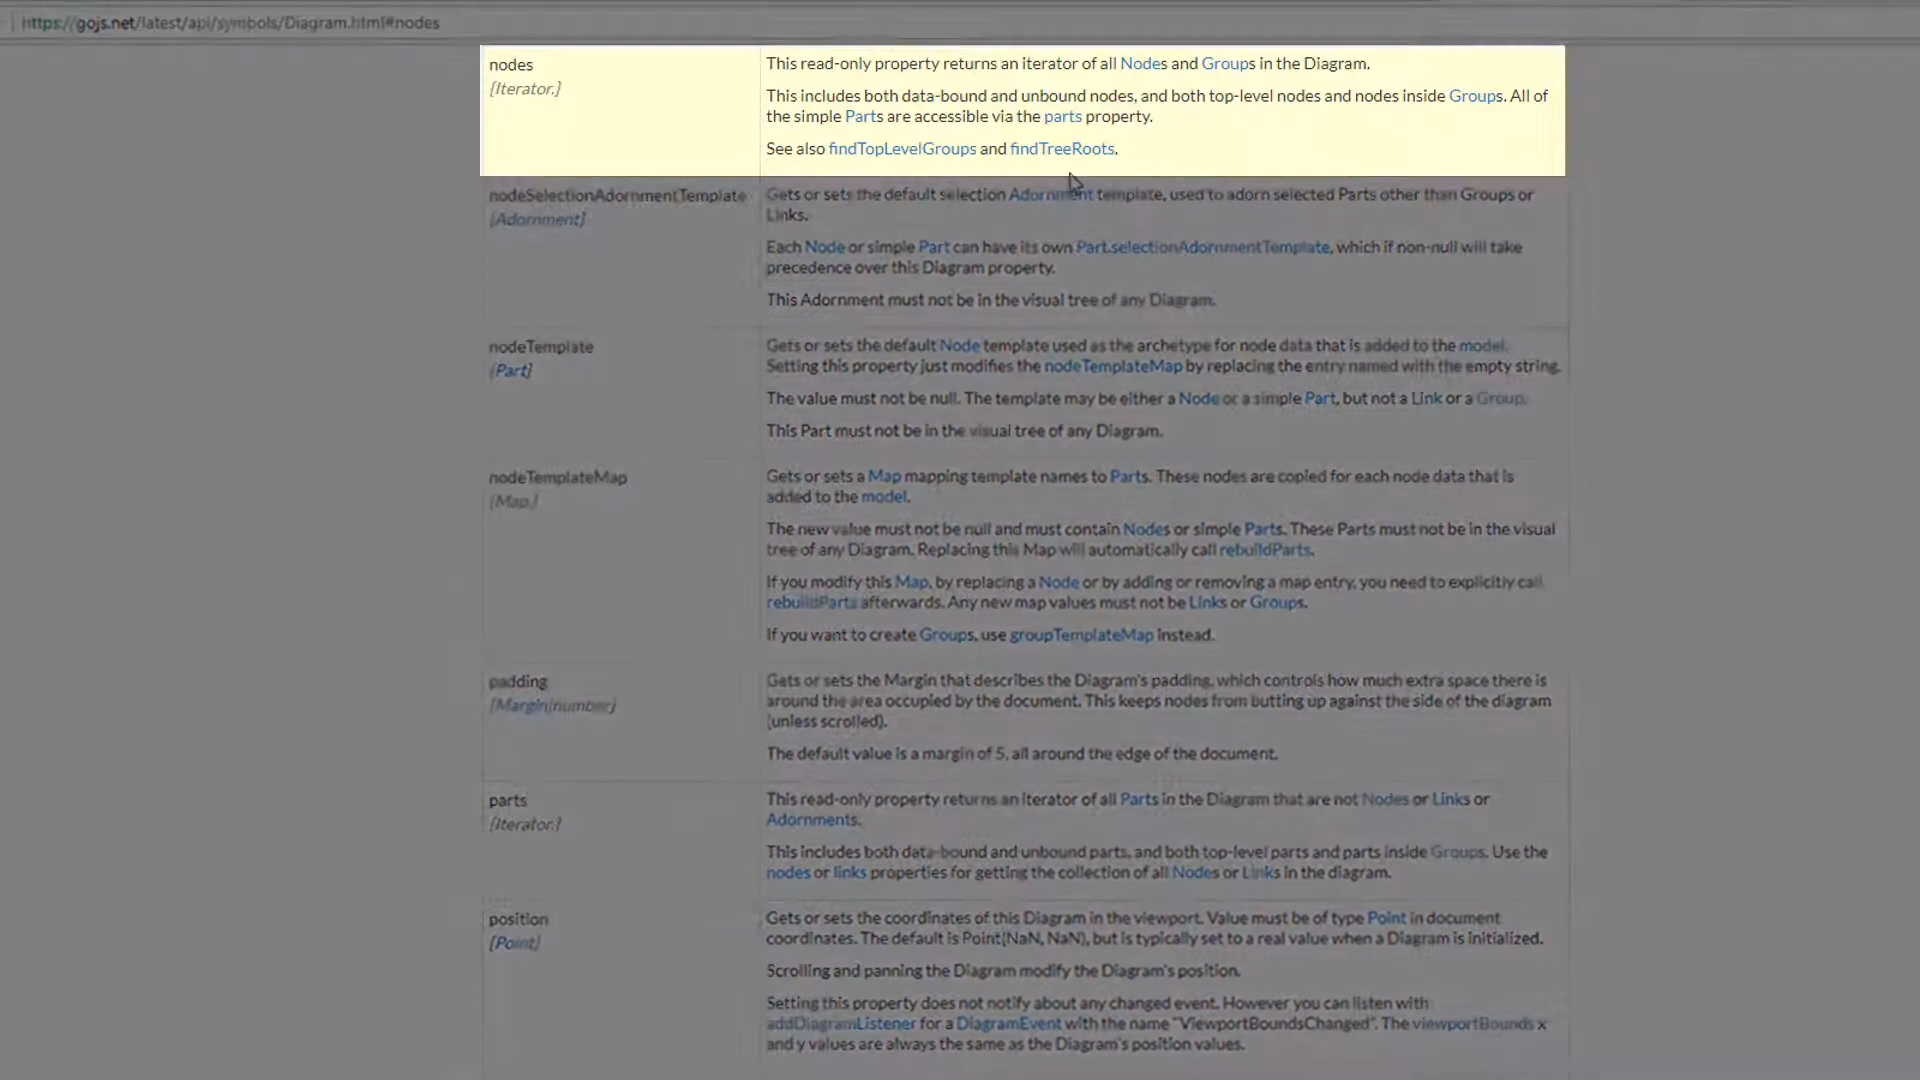 https://gojs.net/latest/api/symbols/Diagram.html#nodes
nodes
{Iterator.}
This read-only property returns an iterator of all Nodes and Groups in the Diagram.
This includes both data-bound and unbound nodes, and both top-level nodes and nodes inside Groups. All of
the simple Parts are accessible via the parts property.
See also findTopLevelGroups and findTreeRoots.
nodeSelectionAdornmentTemplate
{Adornment}
Gets or sets the default selection Adornment template, used to adorn selected Parts other than Groups or
Links.
Each Node or simple Part can have its own Part.selectionAdornmentTemplate, which if non-null will take
precedence over this Diagram property.
This Adornment must not be in the visual tree of any Diagram.
nodeTemplate
{Part}
Gets or sets the default Node template used as the archetype for node data that is added to the model.
Setting this property just modifies the nodeTemplateMap by replacing the entry named with the empty string.
The value must not be null. The template may be either a Node or a simple Part, but not a Link or a Group.
This Part must not be in the visual tree of any Diagram.
nodeTemplateMap
{Map.}
Gets or sets a Map mapping template names to Parts. These nodes are copied for each node data that is
added to the model.
The new value must not be null and must contain Nodes or simple Parts. These Parts must not be in the visual
tree of any Diagram. Replacing this Map will automatically call rebuildParts.
If you modify this Map, by replacing a Node or by adding or removing a map entry, you need to explicitly call
rebuildParts afterwards. Any new map values must not be Links or Groups.
If you want to create Groups, use groupTemplateMap instead.
padding
{Margin|number}
Gets or sets the Margin that describes the Diagram's padding, which controls how much extra space there is
around the area occupied by the document. This keeps nodes from butting up against the side of the diagram
(unless scrolled).
The default value is a margin of 5, all around the edge of the document.
parts
{Iterator.}
This read-only property returns an iterator of all Parts in the Diagram that are not Nodes or Links or
Adornments.
This includes both data-bound and unbound parts, and both top-level parts and parts inside Groups. Use the
nodes or links properties for getting the collection of all Nodes or Links in the diagram.
position
{Point}
Gets or sets the coordinates of this Diagram in the viewport. Value must be of type Point in document
coordinates. The default is Point(NaN, NaN), but is typically set to a real value when a Diagram is initialized.
Scrolling and panning the Diagram modify the Diagram's position.
Setting this property does not notify about any changed event. However you can listen with
addDiagramListener for a DiagramEvent with the name "ViewportBoundsChanged". The viewportBounds x
and y values are always the same as the Diagram's position values.